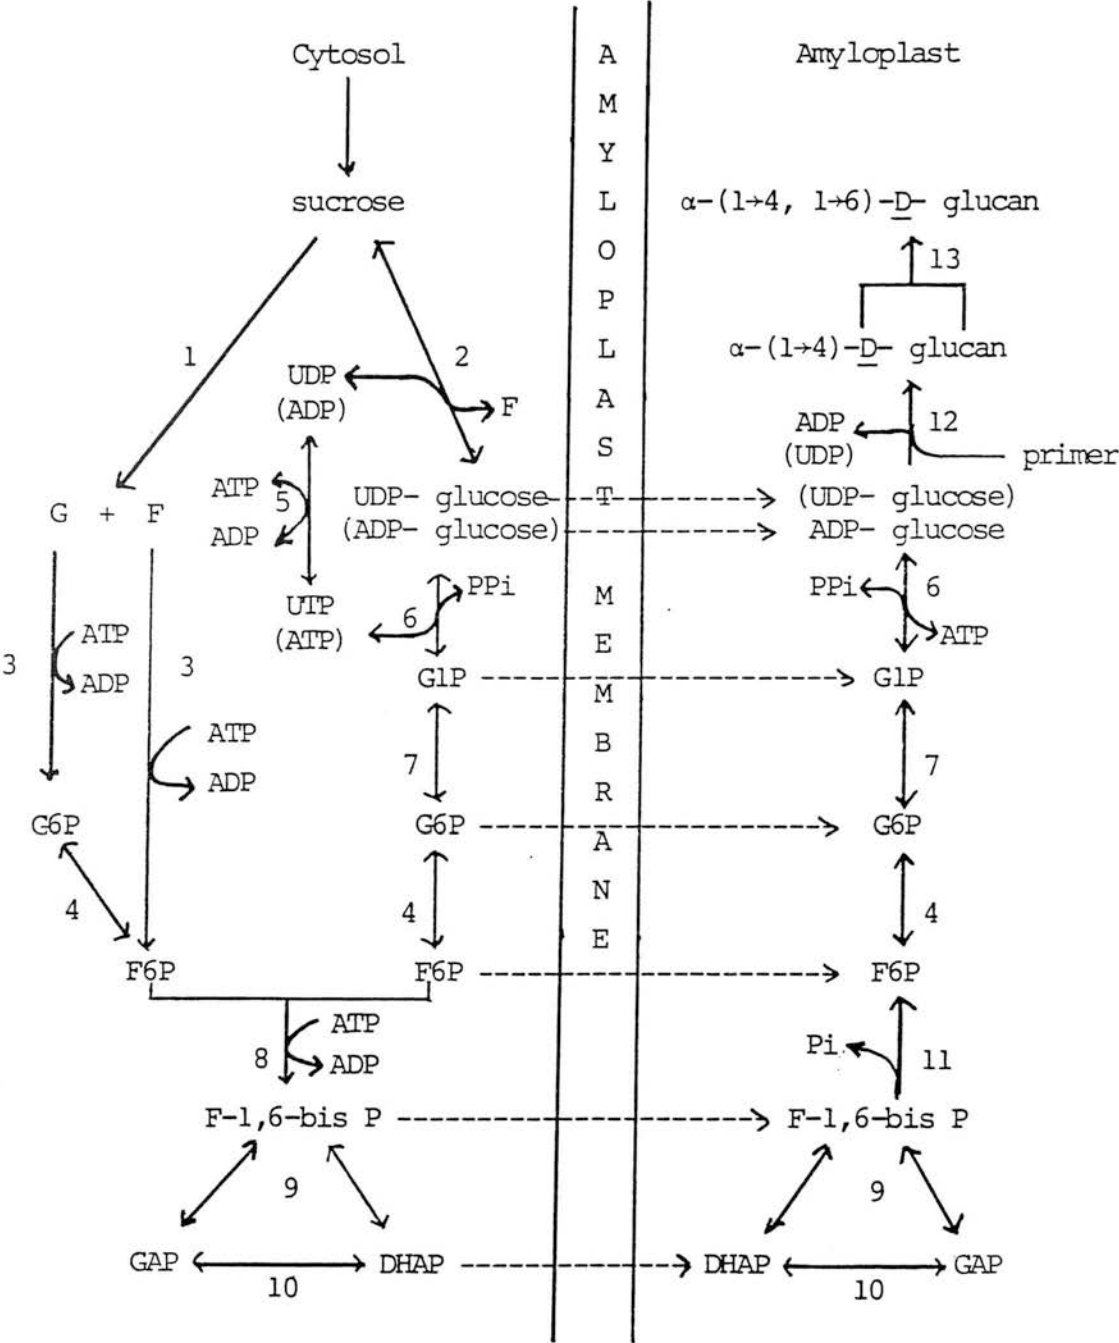 Cytosol
AMYLOPLAST MEMBRANE
Amyloplast
sucrose
α-(1→4, 1→6)-D- glucan
13
1
2
α-(1→4)-D- glucan
UDP
(ADP)
F
ADP
(UDP)
12
primer
ATP
5
ADP
G + F
UDP- glucose
(ADP- glucose)
(UDP- glucose)
ADP- glucose
UTP
(ATP)
6
PPi
PPi
6
ATP
3
ATP
ADP
3
ATP
ADP
G1P
G1P
7
7
G6P
G6P
G6P
4
4
4
F6P
F6P
F6P
8
ATP
ADP
Pi
11
F-1,6-bis P
F-1,6-bis P
9
9
GAP
DHAP
DHAP
GAP
10
10